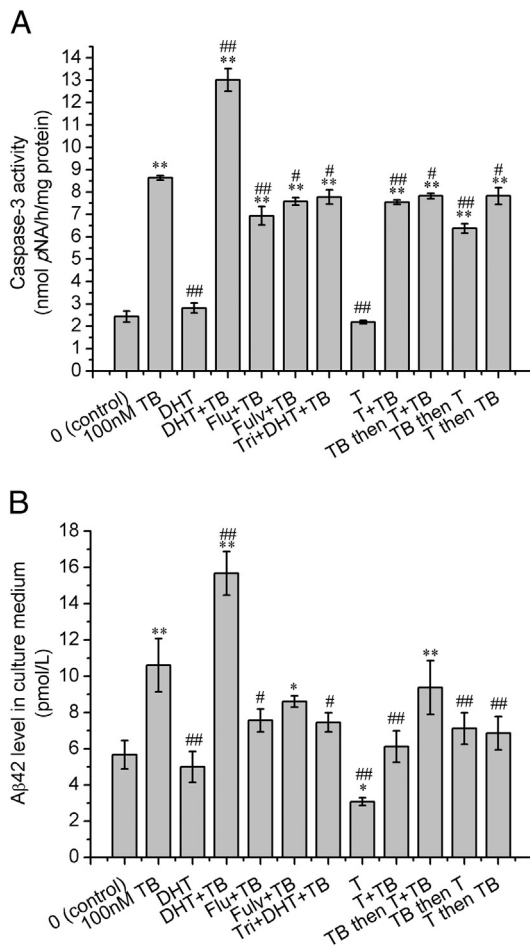 A
Caspase-3 activity
(nmol pNA/h/mg protein)
14
13
12
11
10
9
8
7
6
5
4
3
2
1
0
**
##
##
**
##
**
#
**
#
**
##
##
**
#
**
##
**
#
**
0 (control)
100nM TB
DHT
DHT+TB
Flu+TB
Fulv+TB
Tri+DHT+TB
T
T+TB
TB then T+TB
TB then T
T then TB
B
Aβ42 level in culture medium
(pmol/L)
18
16
14
12
10
8
6
4
2
0
**
##
##
**
#
*
#
##
*
##
**
##
##
0 (control)
100nM TB
DHT
DHT+TB
Flu+TB
Fulv+TB
Tri+DHT+TB
T
T+TB
TB then T+TB
TB then T
T then TB